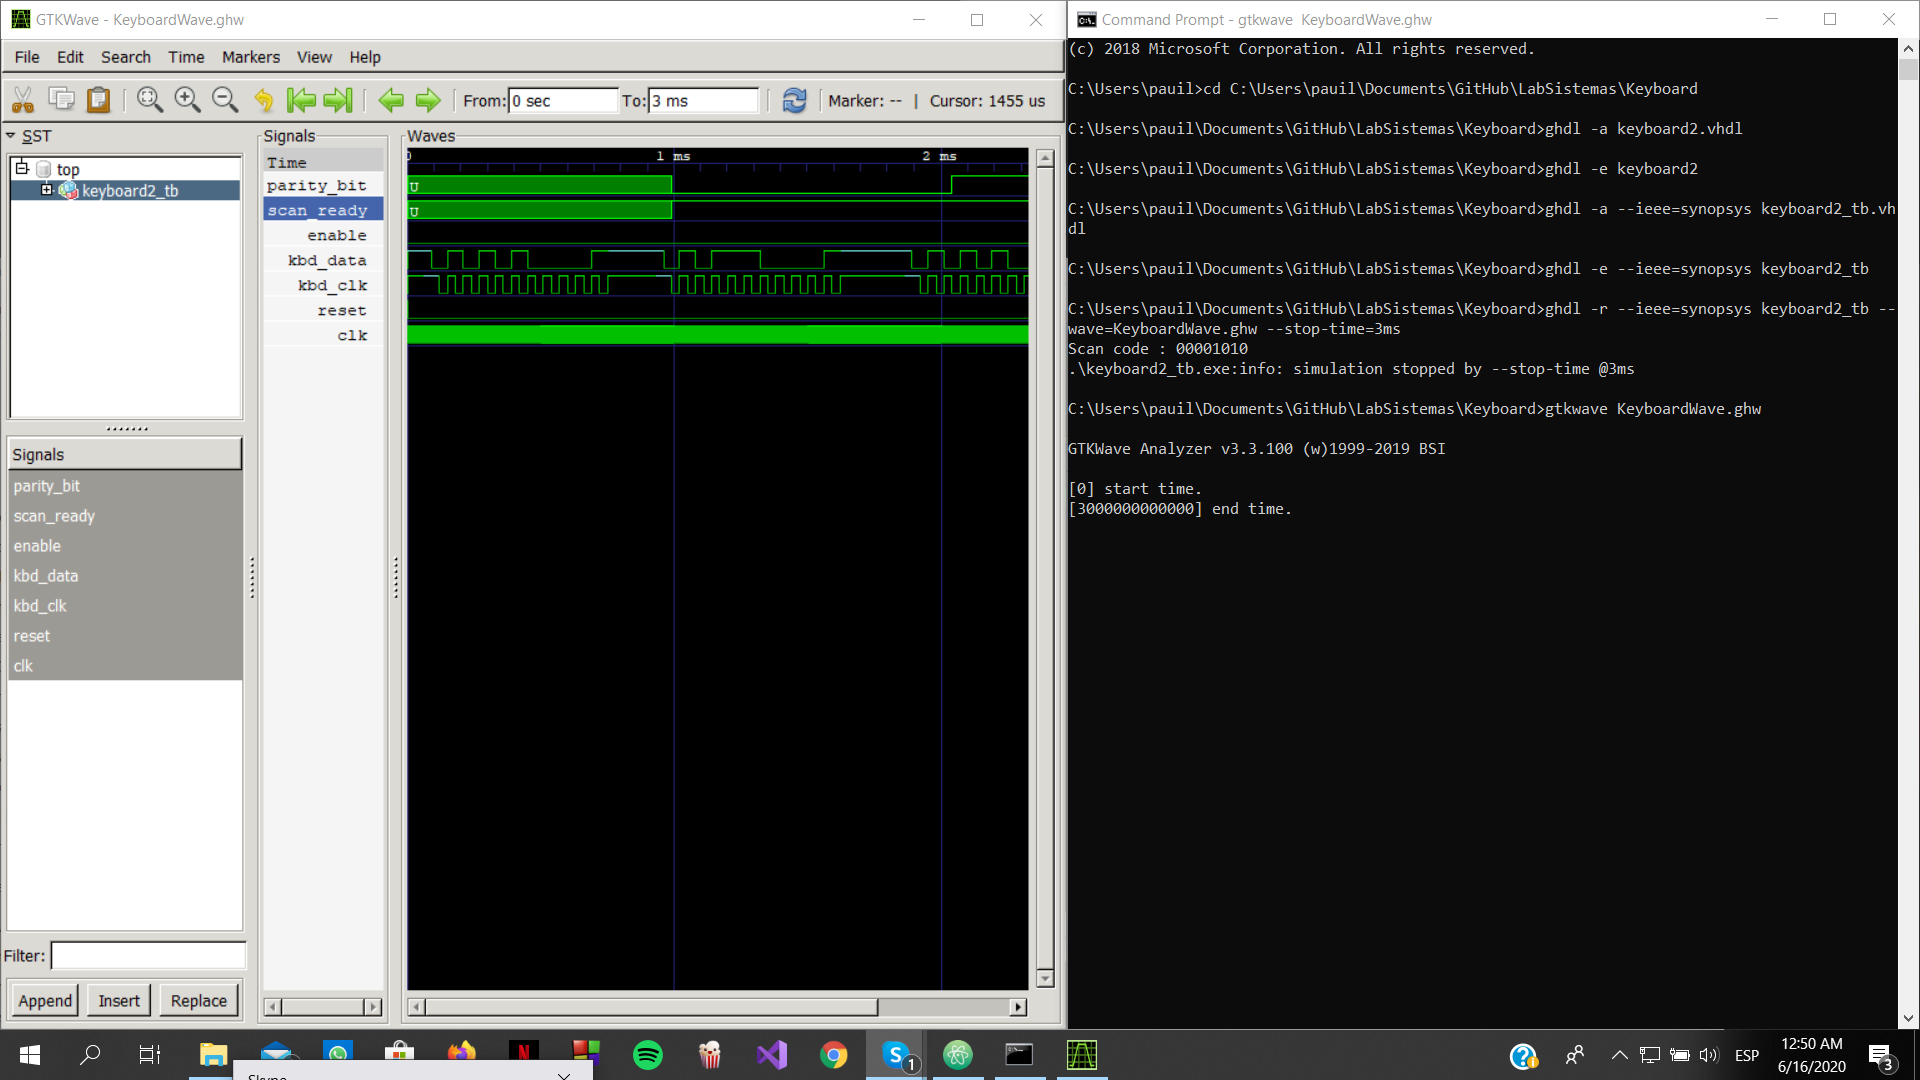 GTKWave - KeyboardWave.ghw
File Edit Search Time Markers View Help
From: 0 sec To: 3 ms Marker: -- | Cursor: 1455 us
SST
top
keyboard2_tb
Signals
parity_bit
scan_ready
enable
kbd_data
kbd_clk
reset
clk
Filter:
Append Insert Replace
Signals
Time
parity_bit
scan_ready
enable
kbd_data
kbd_clk
reset
clk
Waves
0 1 ms 2 ms
U
U
Command Prompt - gtkwave KeyboardWave.ghw
(c) 2018 Microsoft Corporation. All rights reserved.
C:\Users\pauil>cd C:\Users\pauil\Documents\GitHub\LabSistemas\Keyboard
C:\Users\pauil\Documents\GitHub\LabSistemas\Keyboard>ghdl -a keyboard2.vhdl
C:\Users\pauil\Documents\GitHub\LabSistemas\Keyboard>ghdl -e keyboard2
C:\Users\pauil\Documents\GitHub\LabSistemas\Keyboard>ghdl -a --ieee=synopsys keyboard2_tb.vh
dl
C:\Users\pauil\Documents\GitHub\LabSistemas\Keyboard>ghdl -e --ieee=synopsys keyboard2_tb
C:\Users\pauil\Documents\GitHub\LabSistemas\Keyboard>ghdl -r --ieee=synopsys keyboard2_tb --
wave=KeyboardWave.ghw --stop-time=3ms
Scan code : 00001010
.\keyboard2_tb.exe:info: simulation stopped by --stop-time @3ms
C:\Users\pauil\Documents\GitHub\LabSistemas\Keyboard>gtkwave KeyboardWave.ghw
GTKWave Analyzer v3.3.100 (w)1999-2019 BSI
[0] start time.
[3000000000000] end time.
Skype
1
ESP
12:50 AM
6/16/2020
3